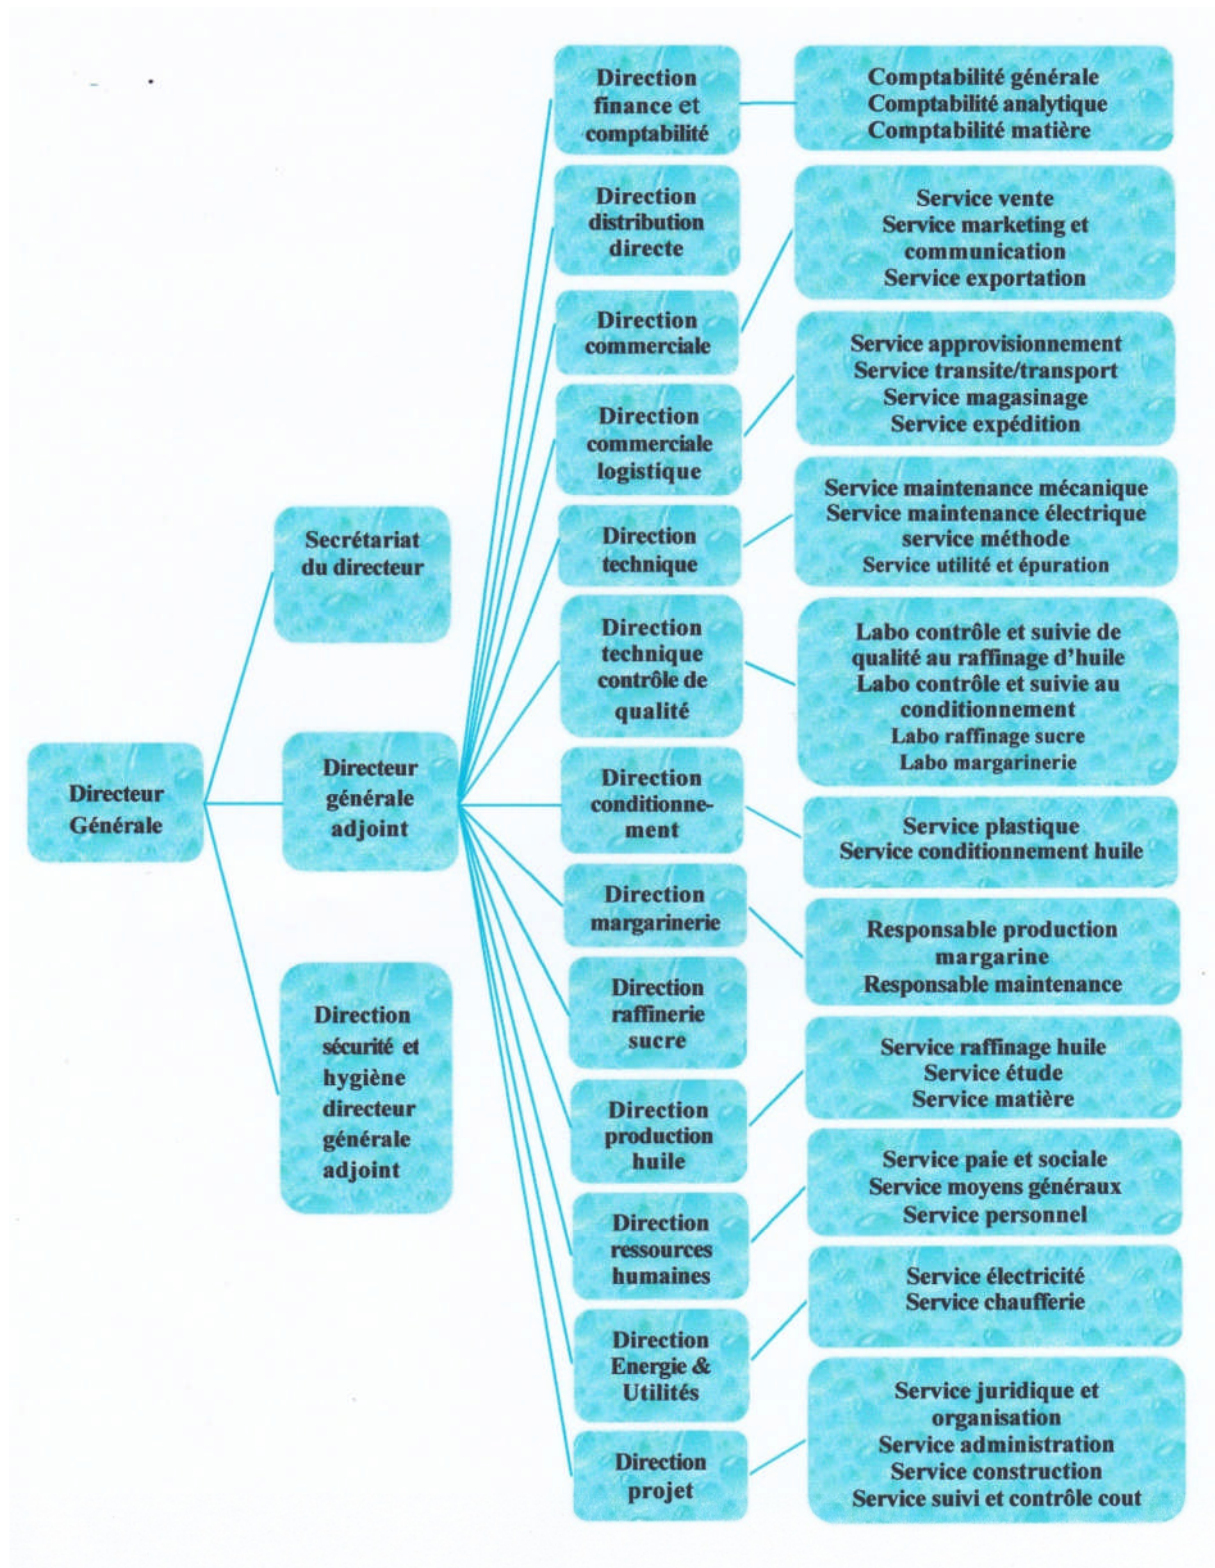 Direction
finance et
comptabilité
Comptabilité générale
Comptabilité analytique
Comptabilité matière
Direction
distribution
directe
Service vente
Service marketing et
communication
Service exportation
Direction
commerciale
Direction
commerciale
logistique
Service approvisionnement
Service transite/transport
Service magasinage
Service expédition
Secrétariat
du directeur
Direction
technique
Service maintenance mécanique
Service maintenance électrique
service méthode
Service utilité et épuration
Direction
technique
contrôle de
qualité
Labo contrôle et suivie de
qualité au raffinage d'huile
Labo contrôle et suivie au
conditionnement
Labo raffinage sucre
Labo margarinerie
Directeur
Générale
Directeur
générale
adjoint
Direction
conditionne-
ment
Service plastique
Service conditionnement huile
Direction
margarinerie
Responsable production
margarine
Responsable maintenance
Direction
sécurité et
hygiène
directeur
générale
adjoint
Direction
raffinerie
sucre
Direction
production
huile
Service raffinage huile
Service étude
Service matière
Direction
ressources
humaines
Service paie et sociale
Service moyens généraux
Service personnel
Direction
Energie &
Utilités
Service électricité
Service chaufferie
Direction
projet
Service juridique et
organisation
Service administration
Service construction
Service suivi et contrôle cout